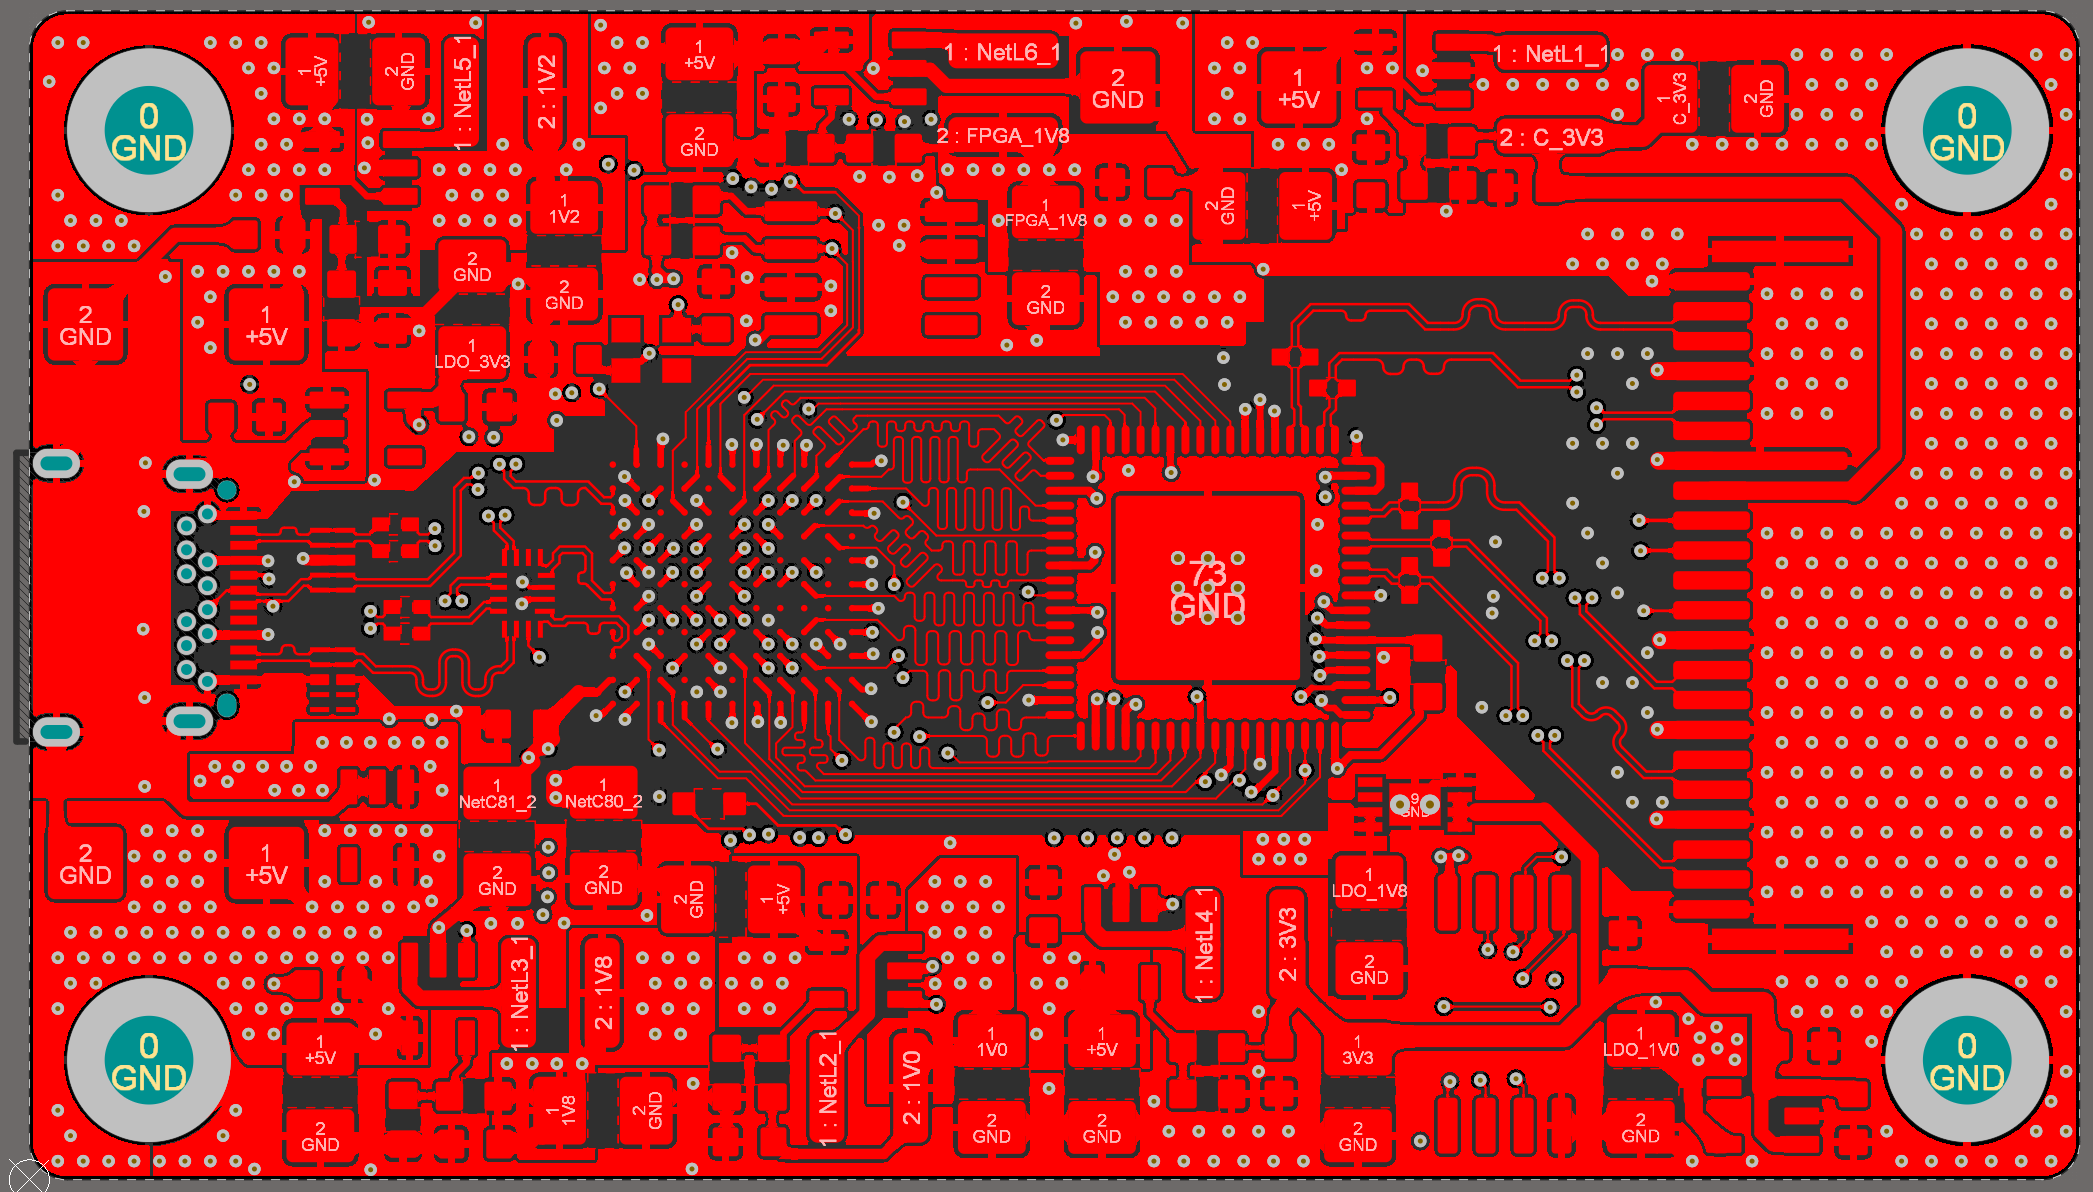 0
GND
1
+5V
2
GND
1 : NetL5_1
2 : 1V2
1
+5V
2
GND
1 : NetL6_1
2
GND
2 : FPGA_1V8
1
+5V
1 : NetL1_1
2 : C_3V3
1
C_3V3
2
GND
0
GND
1
1V2
2
GND
1
FPGA_1V8
2
GND
2
GND
1
+5V
2
GND
1
+5V
2
GND
1
LDO_3V3
73
GND
1
NetC81_2
2
GND
1
NetC80_2
2
GND
9
GND
2
GND
1
+5V
2
GND
1
+5V
1
LDO_1V8
2
GND
1 : NetL4_1
2 : 3V3
1 : NetL3_1
2 : 1V8
0
GND
1
+5V
2
GND
1
1V8
2
GND
1 : NetL2_1
2 : 1V0
1
1V0
2
GND
1
+5V
2
GND
1
3V3
2
GND
1
LDO_1V0
2
GND
0
GND